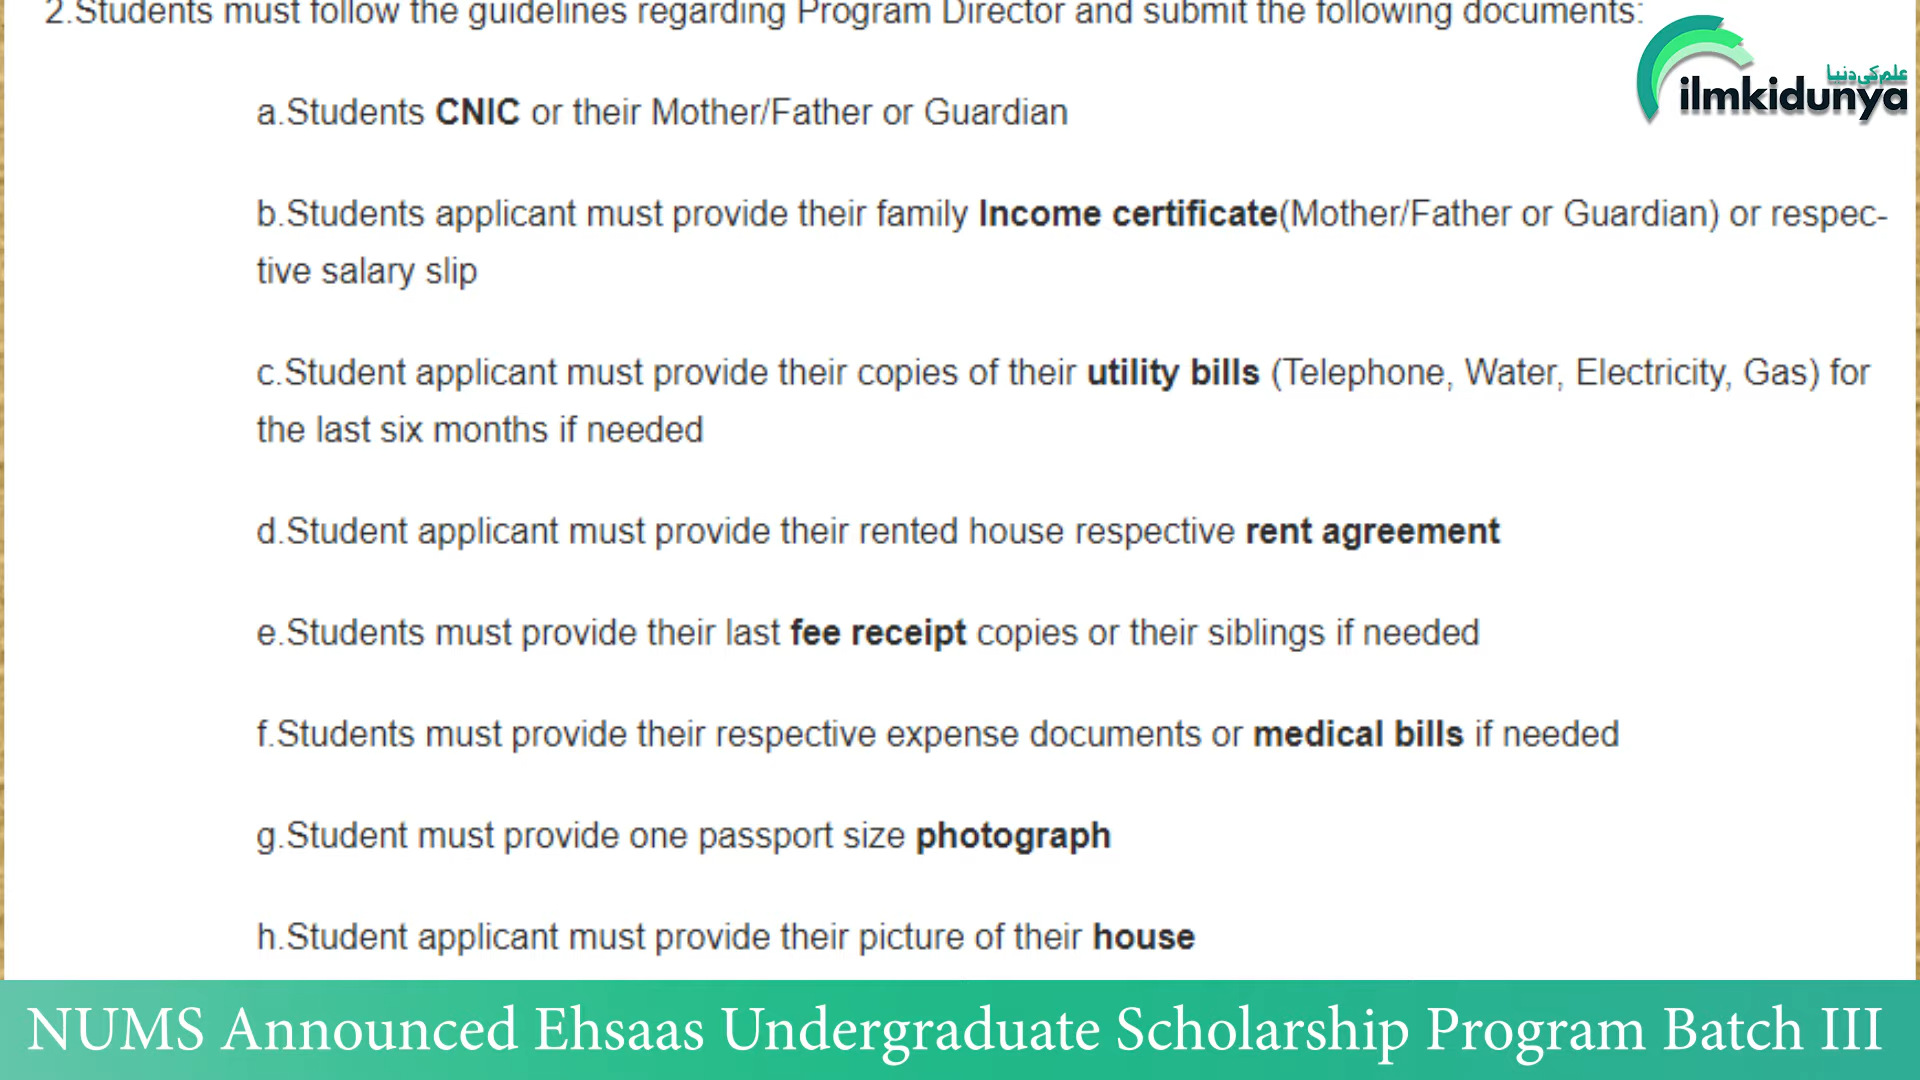 2.Students must follow the guidelines regarding Program Director and submit the following documents:
علم کی دنیا
ilmkidunya
a.Students CNIC or their Mother/Father or Guardian
b.Students applicant must provide their family Income certificate(Mother/Father or Guardian) or respec-
tive salary slip
c.Student applicant must provide their copies of their utility bills (Telephone, Water, Electricity, Gas) for
the last six months if needed
d.Student applicant must provide their rented house respective rent agreement
e.Students must provide their last fee receipt copies or their siblings if needed
f.Students must provide their respective expense documents or medical bills if needed
g.Student must provide one passport size photograph
h.Student applicant must provide their picture of their house
NUMS Announced Ehsaas Undergraduate Scholarship Program Batch III